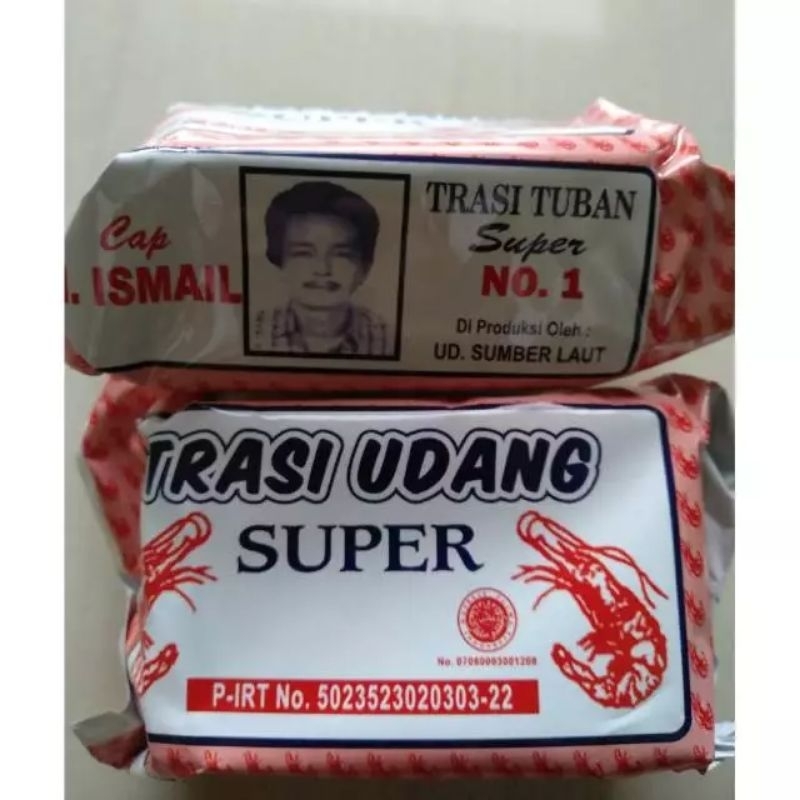 Cap
. ISMAIL
TRASI TUBAN
Super
NO. 1
Di Produksi Oleh :
UD. SUMBER LAUT
TRASI UDANG
SUPER
No. 07060093001208
P-IRT No. 5023523020303-22